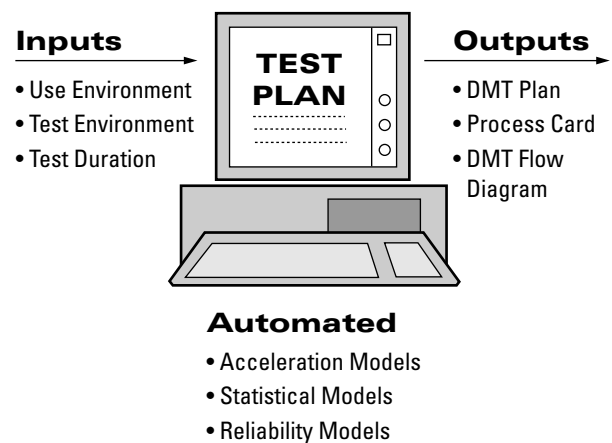 Inputs
• Use Environment
• Test Environment
• Test Duration
TEST
PLAN
Outputs
• DMT Plan
• Process Card
• DMT Flow
Diagram
Automated
• Acceleration Models
• Statistical Models
• Reliability Models